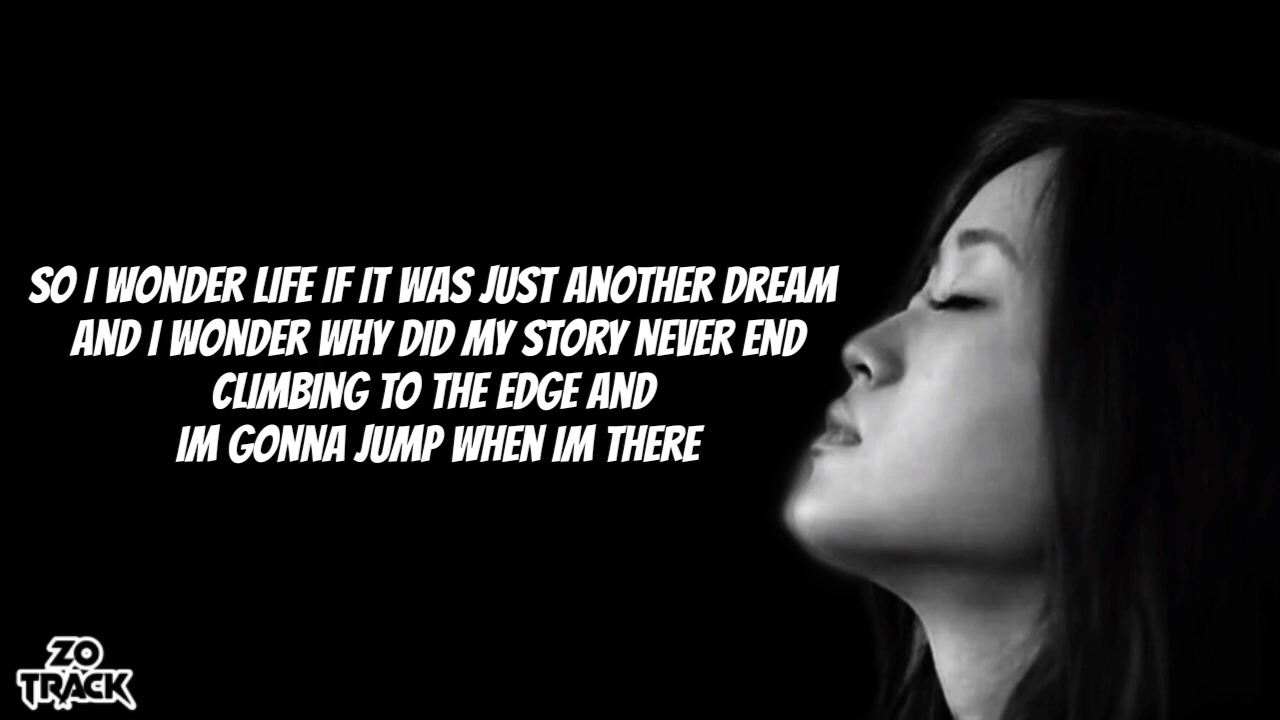 SO I WONDER LIFE IF IT WAS JUST ANOTHER DREAM
AND I WONDER WHY DID MY STORY NEVER END
CLIMBING TO THE EDGE AND
IM GONNA JUMP WHEN IM THERE
ZO
TRACK